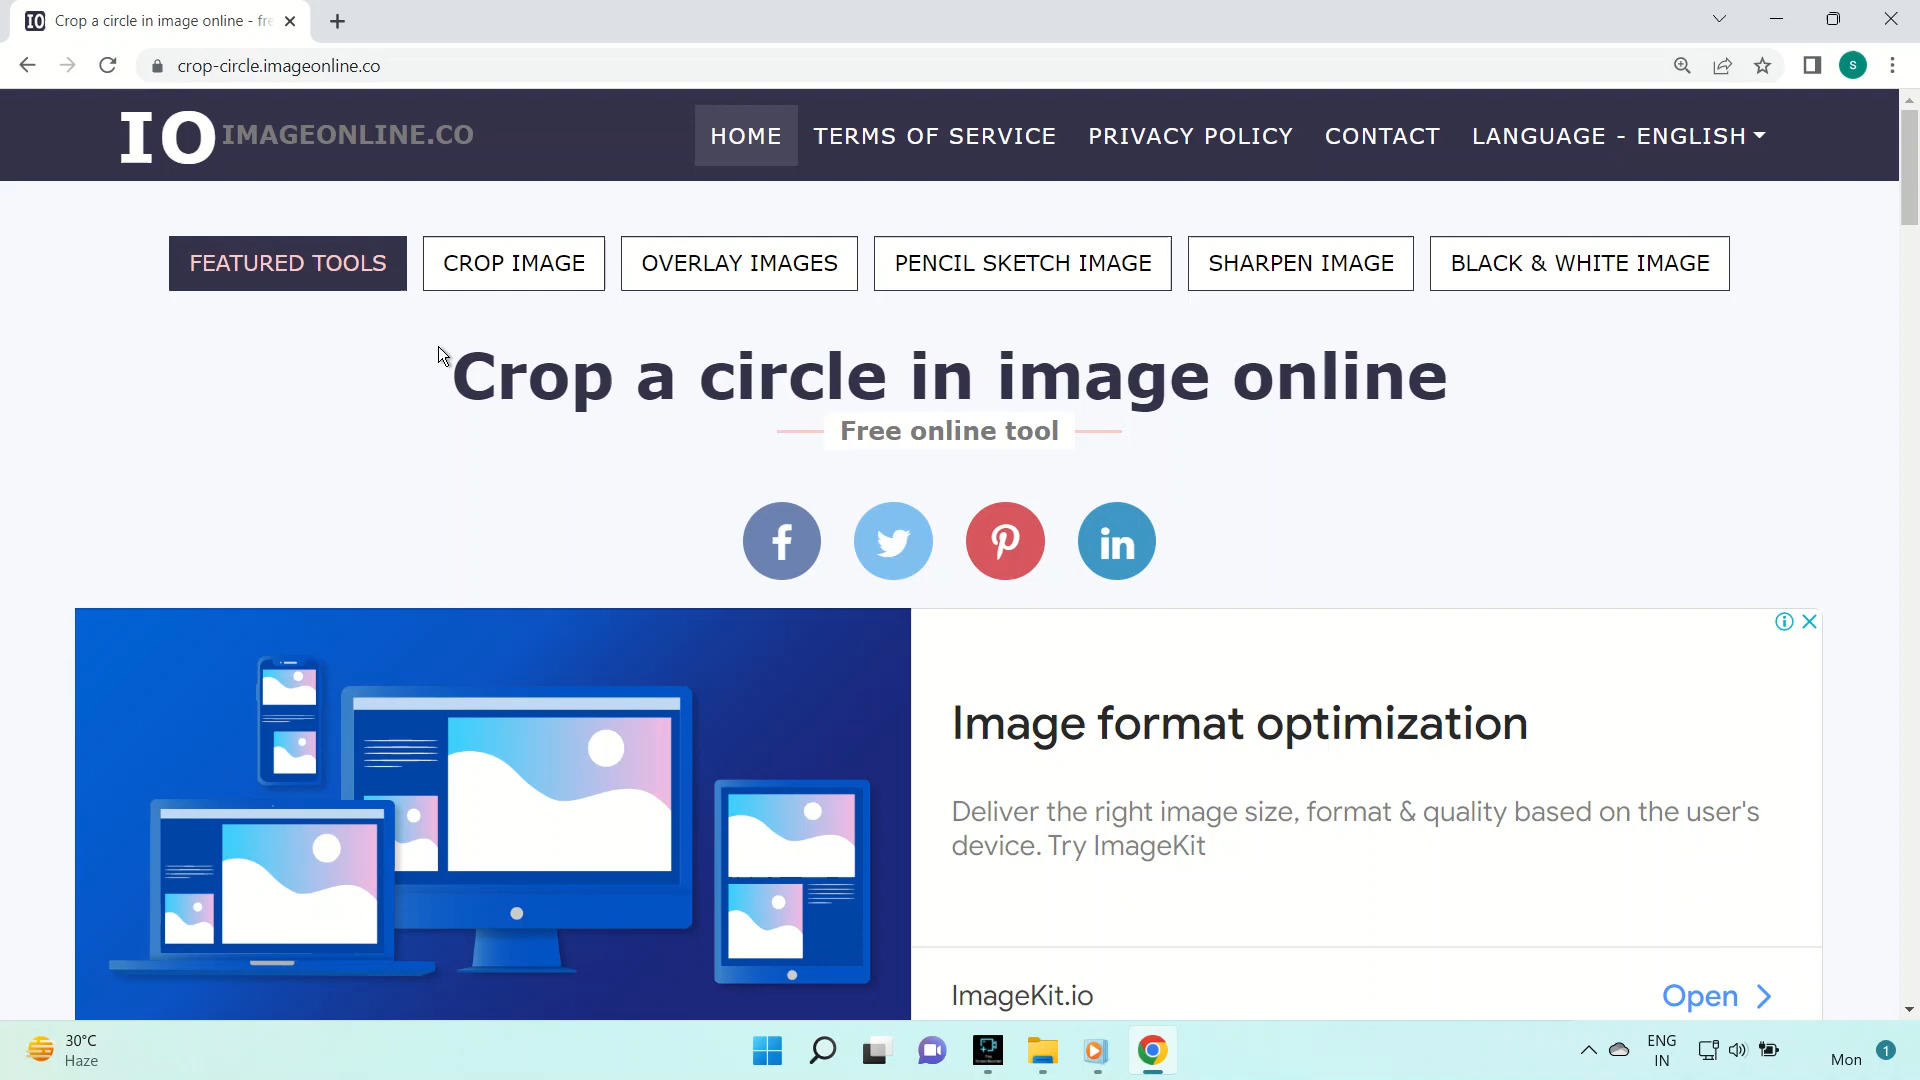 IO Crop a circle in image online - fre
crop-circle.imageonline.co
S
IO IMAGEONLINE.CO
HOME TERMS OF SERVICE PRIVACY POLICY CONTACT LANGUAGE - ENGLISH
FEATURED TOOLS CROP IMAGE OVERLAY IMAGES PENCIL SKETCH IMAGE SHARPEN IMAGE BLACK & WHITE IMAGE
Crop a circle in image online
Free online tool
f in
Image format optimization
Deliver the right image size, format & quality based on the user's
device. Try ImageKit
ImageKit.io Open
30°C
Haze
ENG
IN
Mon 1